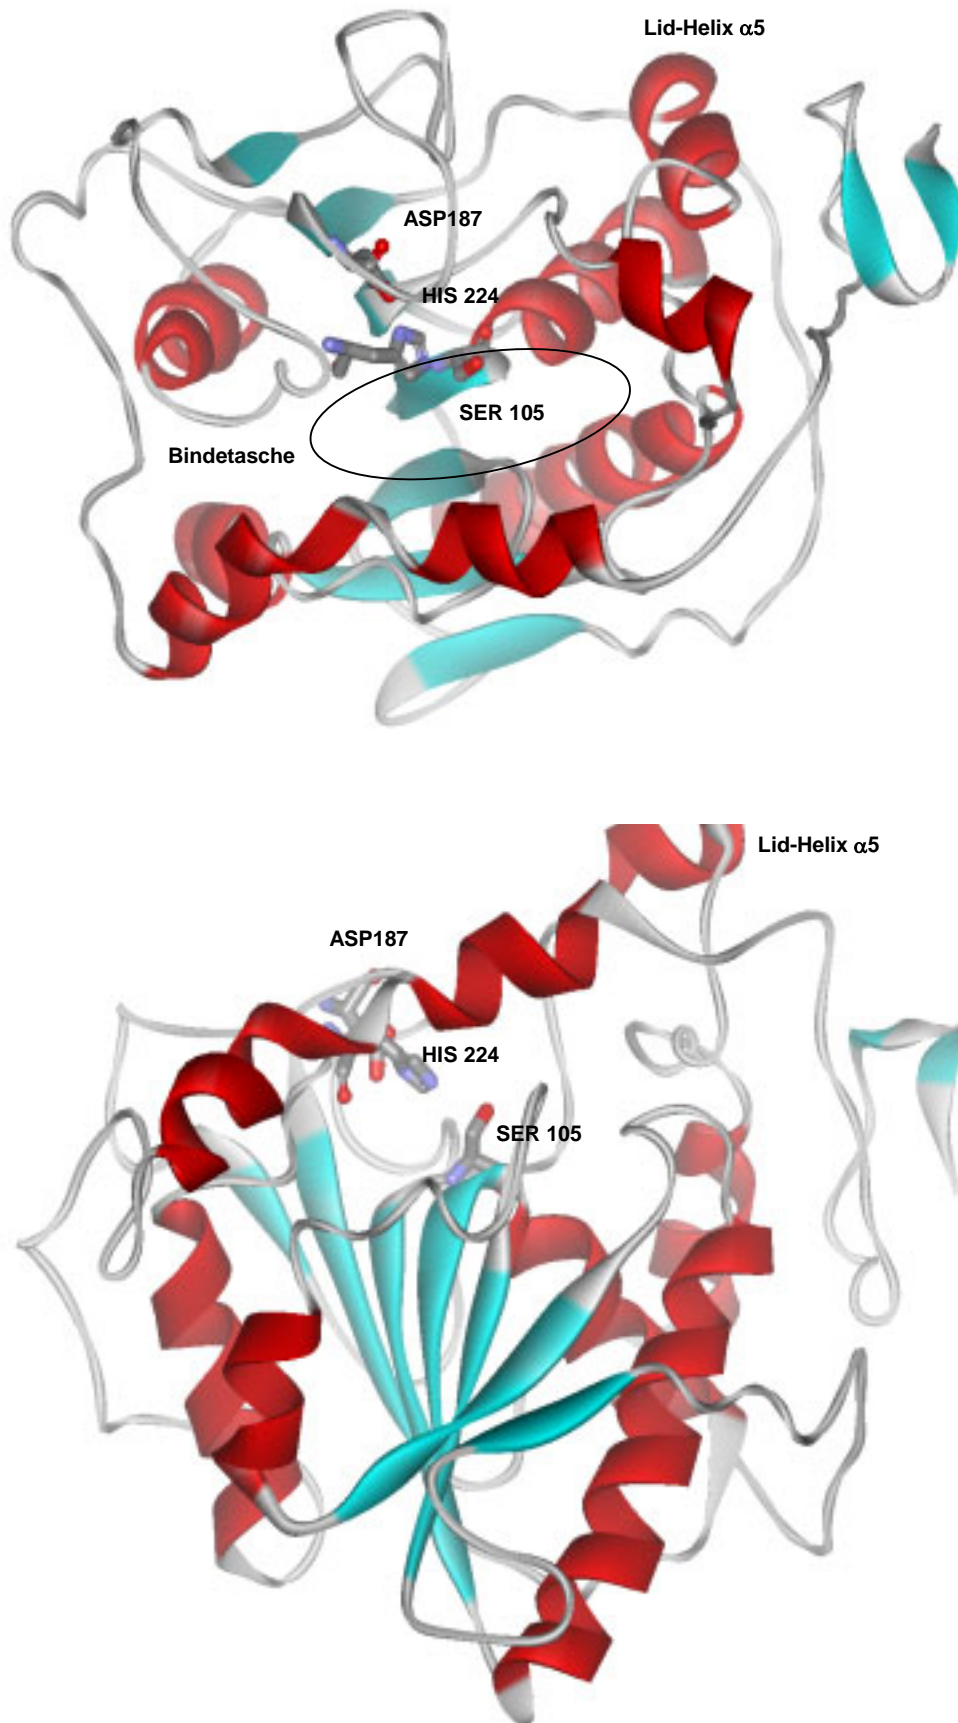 Lid-Helix α5
ASP187
HIS 224
SER 105
Bindetasche
Lid-Helix α5
ASP187
HIS 224
SER 105